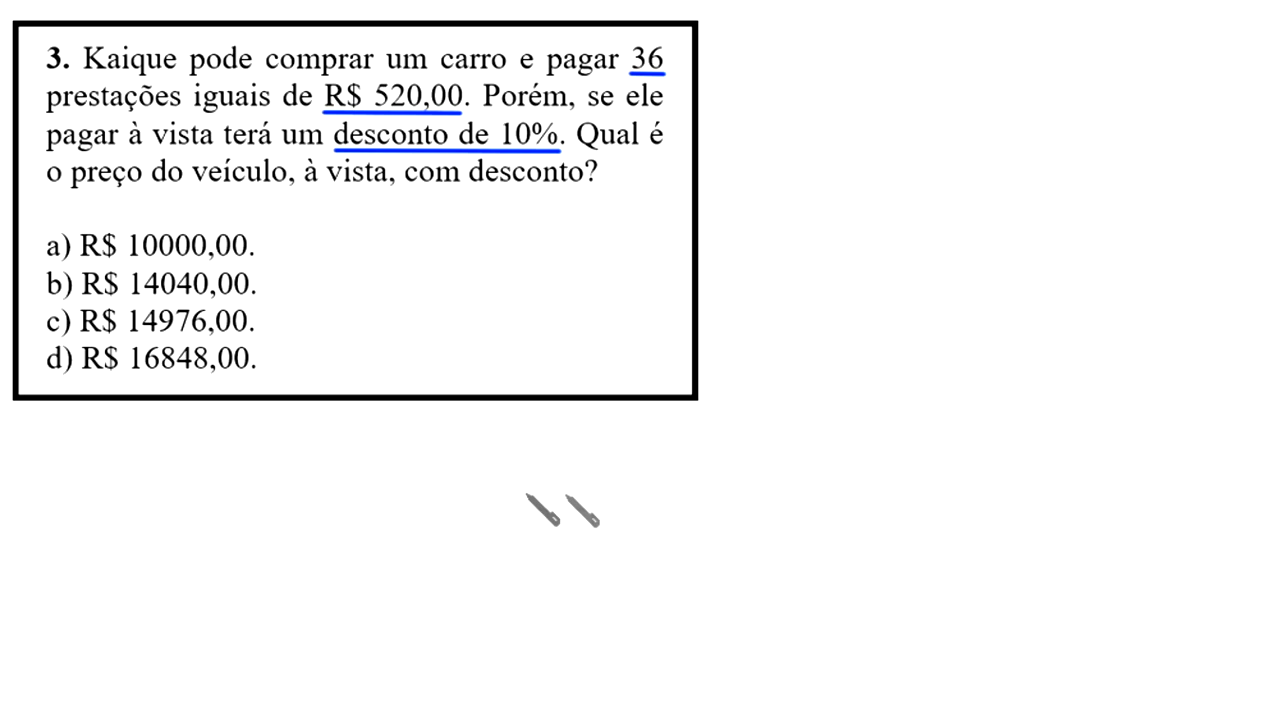 3. Kaique pode comprar um carro e pagar 36
prestações iguais de R$ 520,00. Porém, se ele
pagar à vista terá um desconto de 10%. Qual é
o preço do veículo, à vista, com desconto?
a) R$ 10000,00.
b) R$ 14040,00.
c) R$ 14976,00.
d) R$ 16848,00.